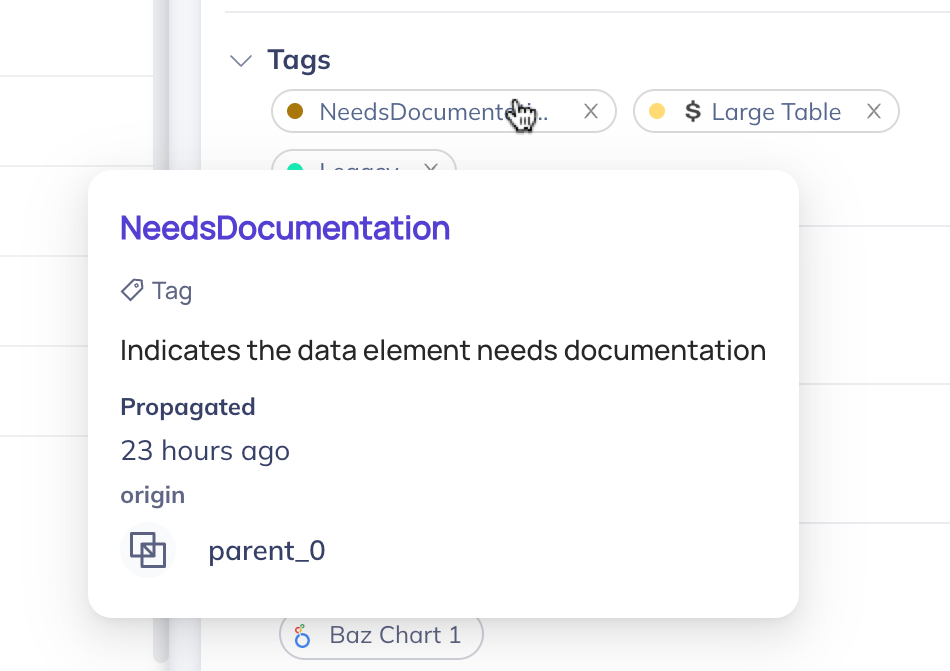 Tags
NeedsDocument
$ Large Table
Legacy
NeedsDocumentation
Tag
Indicates the data element needs documentation
Propagated
23 hours ago
origin
parent_0
Baz Chart 1